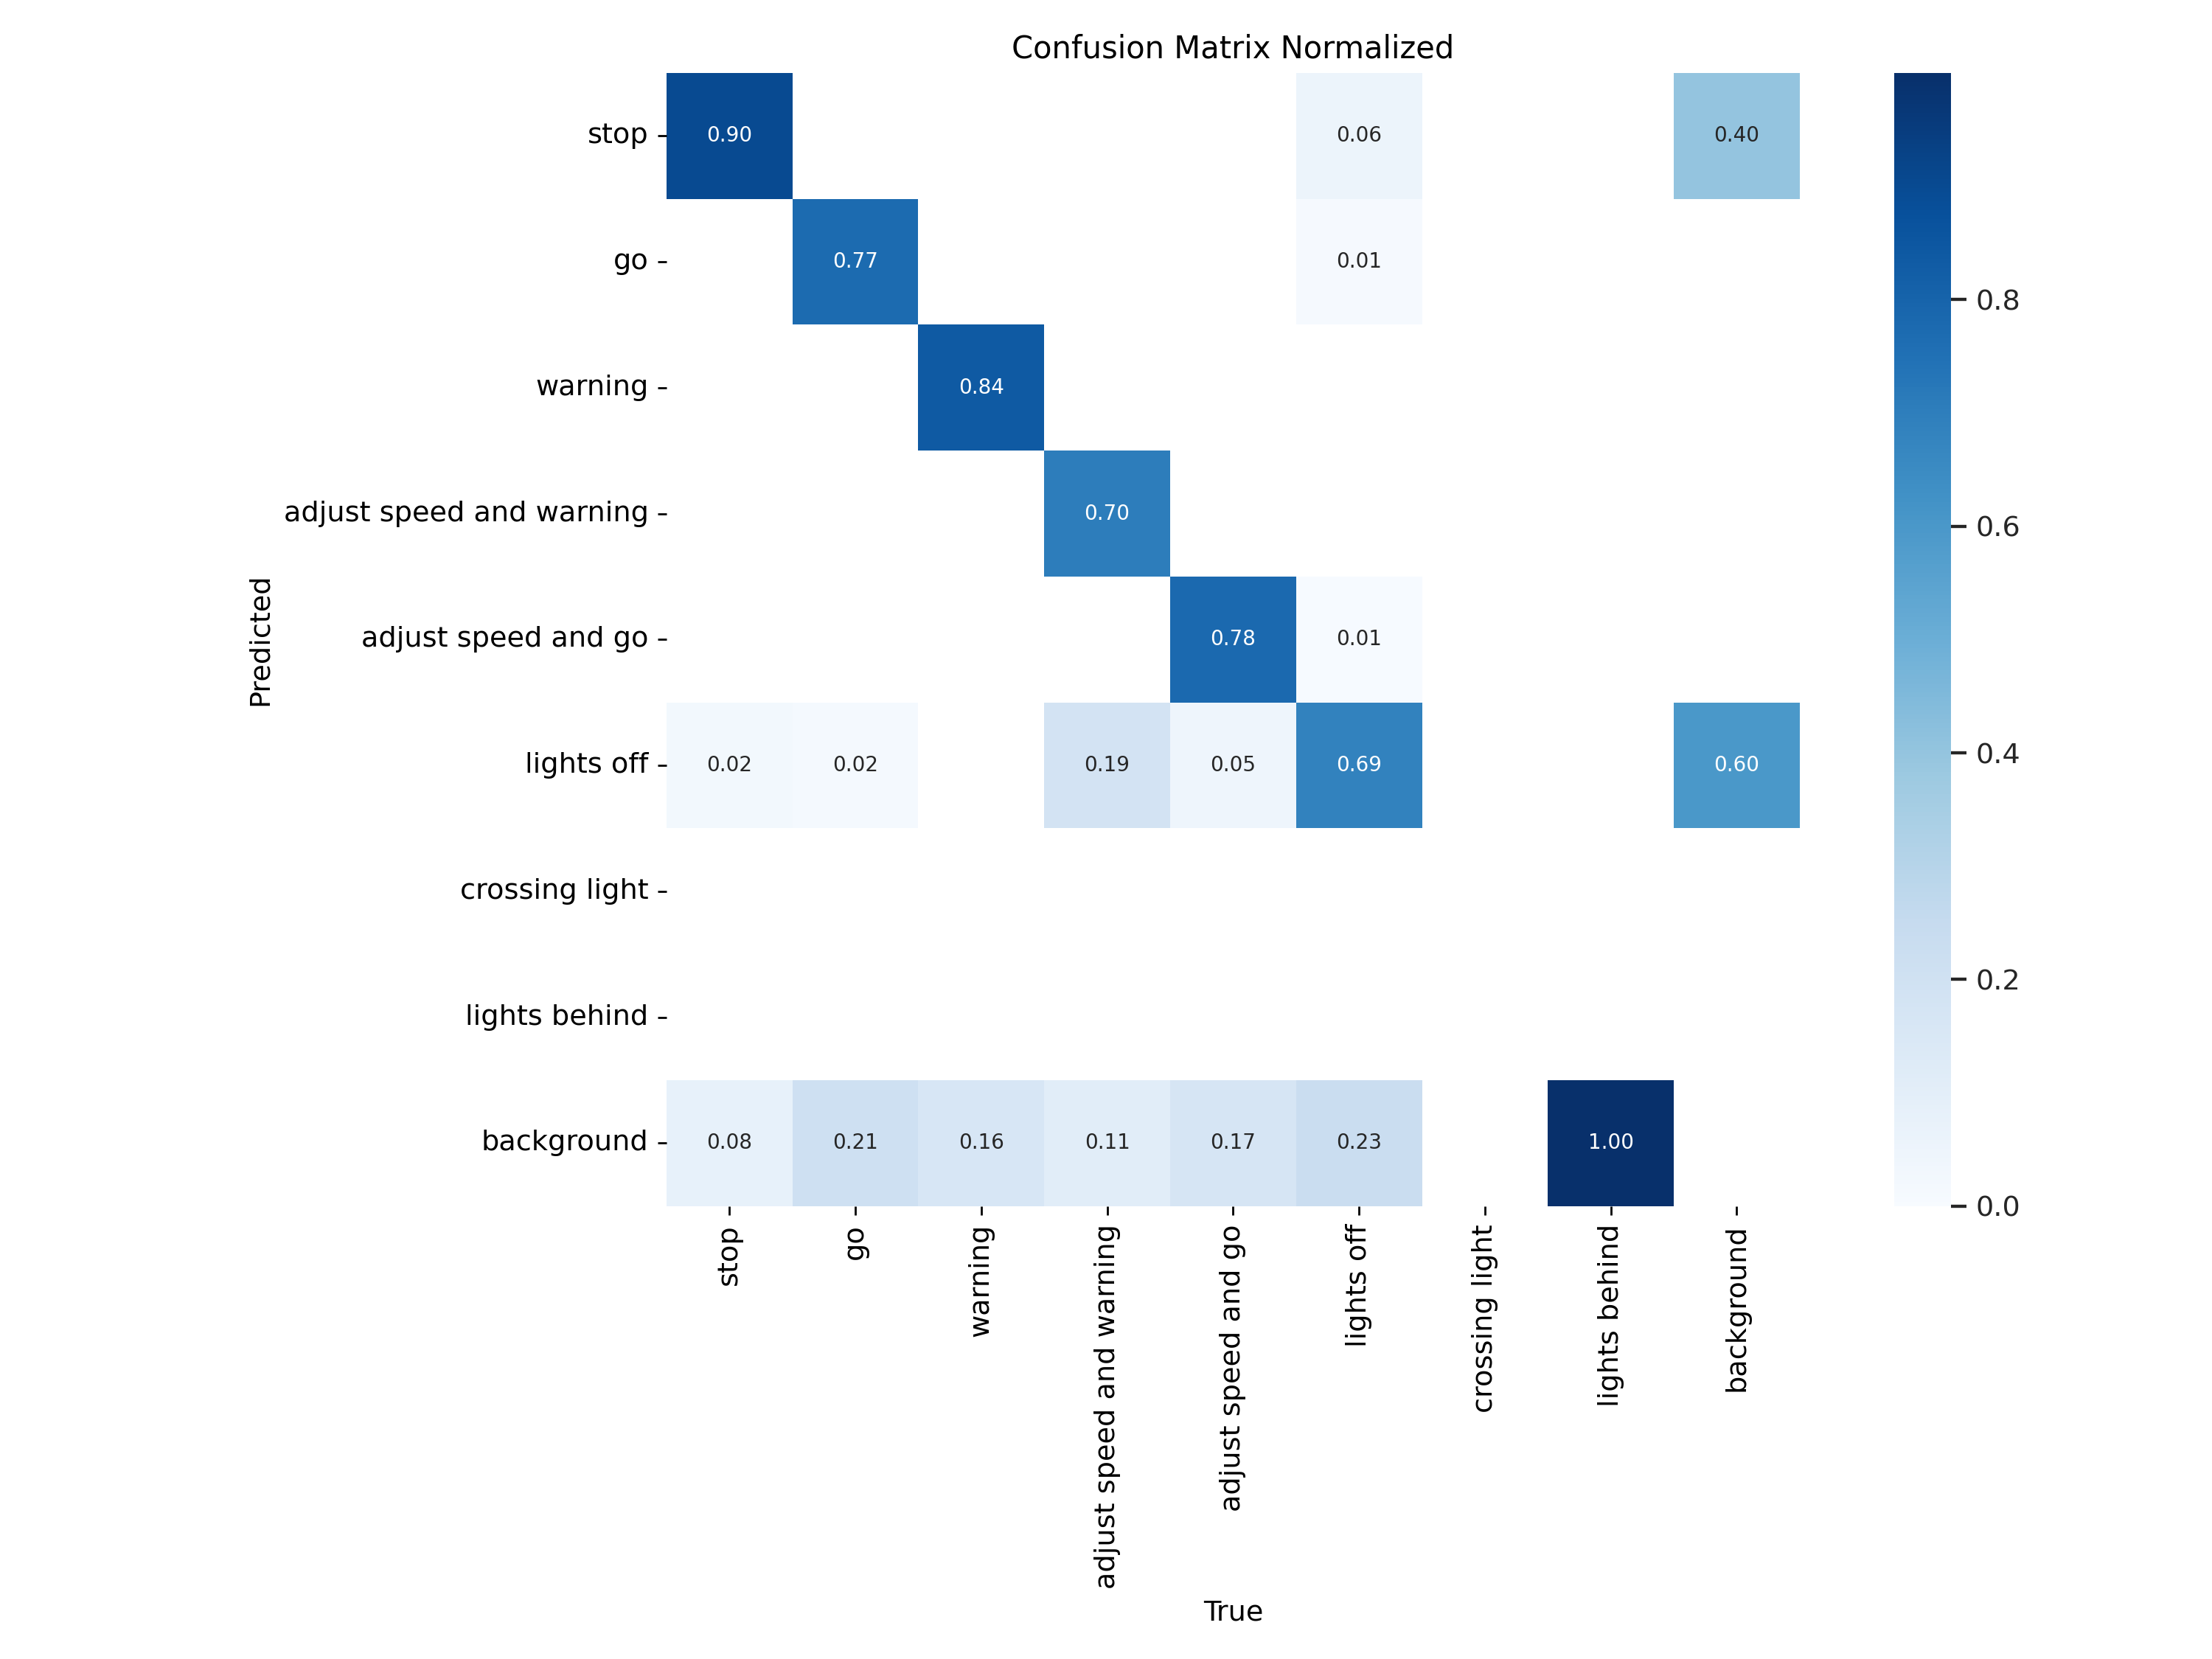 Confusion Matrix Normalized
stop
0.90
0.06
0.40
go
0.77
0.01
0.8
warning
0.84
adjust speed and warning
0.70
0.6
Predicted
adjust speed and go
0.78
0.01
lights off
0.02
0.02
0.19
0.05
0.69
0.60
0.4
crossing light
lights behind
0.2
background
0.08
0.21
0.16
0.11
0.17
0.23
1.00
0.0
stop
go
warning
adjust speed and warning
adjust speed and go
lights off
crossing light
lights behind
background
True